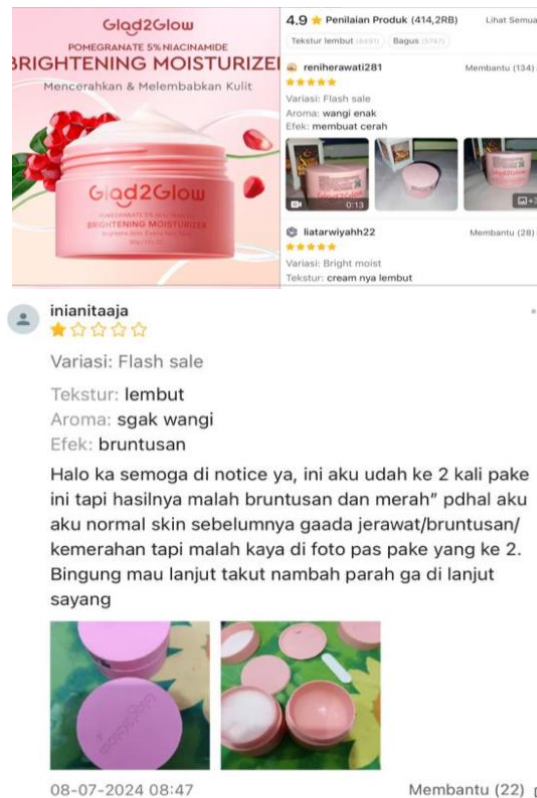 Glad2Glow
POMEGRANATE 5% NIACINAMIDE
BRIGHTENING MOISTURIZE
Mencerahkan & Melembabkan Kulit
Glad2Glow
POMEGRANATE 5% NIACINAMIDE
BRIGHTENING MOISTURIZER
4.9 Penilaian Produk (414,2RB) Lihat Semua
Tekstur lembut Bagus
reniherawati281 Membantu (134)
Variasi: Flash sale
Aroma: wangi enak
Efek: membuat cerah
0:13
liatarwiyahh22 Membantu (28)
Variasi: Bright moist
Tekstur: cream nya lembut
inianitaaja
Variasi: Flash sale
Tekstur: lembut
Aroma: sgak wangi
Efek: bruntusan
Halo ka semoga di notice ya, ini aku udah ke 2 kali pake
ini tapi hasilnya malah bruntusan dan merah” pdhal aku
aku normal skin sebelumnya gaada jerawat/bruntusan/
kemerahan tapi malah kaya di foto pas pake yang ke 2.
Bingung mau lanjut takut nambah parah ga di lanjut
sayang
08-07-2024 08:47 Membantu (22)